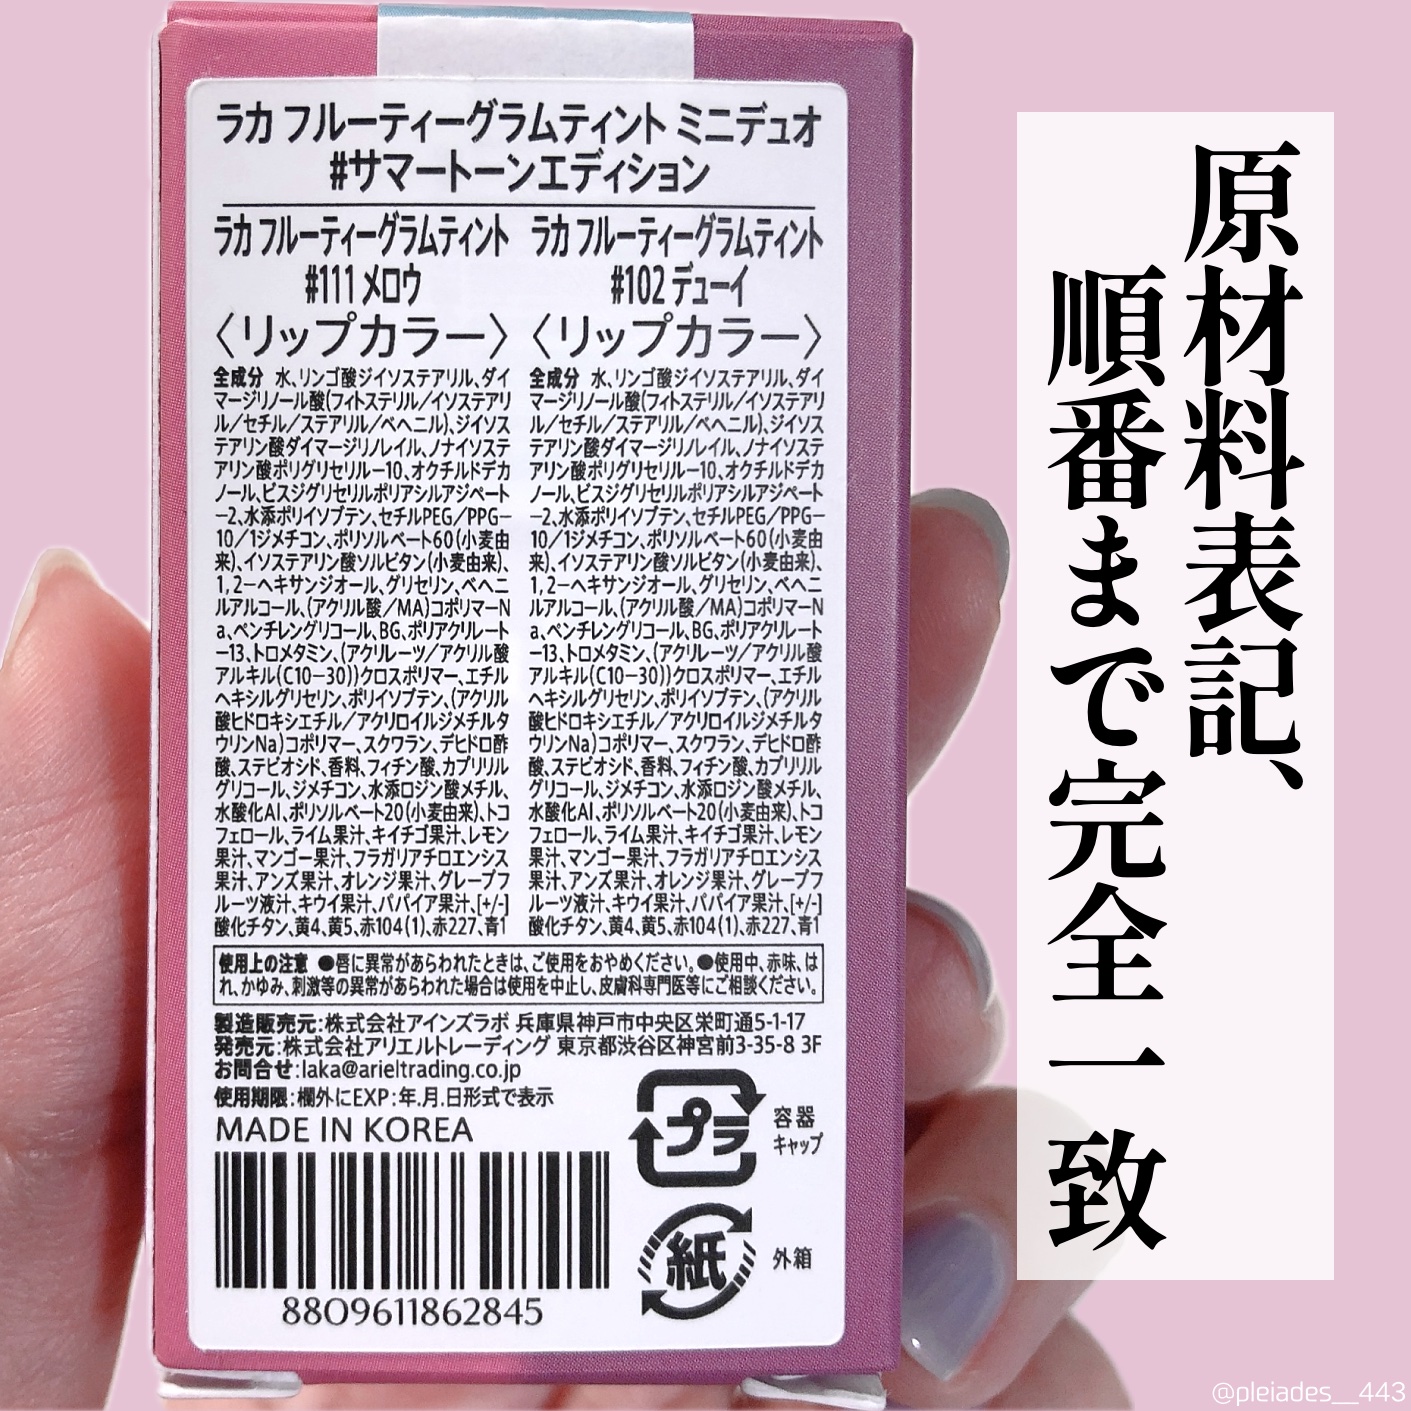 ラカ フルーティーグラムティント ミニデュオ
#サマートーンエディション
ラカ フルーティーグラムティント
#111 メロウ
〈リップカラー〉
全成分 水、リンゴ酸ジイソステアリル、ダイ
マージリノール酸(フィトステリル／イソステアリ
ル／セチル／ステアリル／ベヘニル)、ジイソス
テアリン酸ダイマージリノレイル、ノナイソステ
アリン酸ポリグリセリル－10、オクチルドデカ
ノール、ビスジグリセリルポリアシルアジペート
－2、水添ポリイソブテン、セチルPEG／PPG－
10／1ジメチコン、ポリソルベート60(小麦由
来)、イソステアリン酸ソルビタン(小麦由来)、
1，2－ヘキサンジオール、グリセリン、ベヘニ
ルアルコール、(アクリル酸／MA)コポリマーN
a、ペンチレングリコール、BG、ポリアクリレート
－13、トロメタミン、(アクリレーツ／アクリル酸
アルキル(C10－30))クロスポリマー、エチル
ヘキシルグリセリン、ポリイソブテン、(アクリル
酸ヒドロキシエチル／アクリロイルジメチルタ
ウリンNa)コポリマー、スクワラン、デヒドロ酢
酸、ステビオシド、香料、フィチン酸、カプリリル
グリコール、ジメチコン、水添ロジン酸メチル、
水酸化Al、ポリソルベート20(小麦由来)、トコ
フェロール、ライム果汁、キイチゴ果汁、レモン
果汁、マンゴー果汁、フラガリアチロエンシス
果汁、アンズ果汁、オレンジ果汁、グレープフ
ルーツ液汁、キウイ果汁、パパイア果汁、[+/-]
酸化チタン、黄4、黄5、赤104(1)、赤227、青1
ラカ フルーティーグラムティント
#102 デューイ
〈リップカラー〉
全成分 水、リンゴ酸ジイソステアリル、ダイ
マージリノール酸(フィトステリル／イソステアリ
ル／セチル／ステアリル／ベヘニル)、ジイソス
テアリン酸ダイマージリノレイル、ノナイソステ
アリン酸ポリグリセリル－10、オクチルドデカ
ノール、ビスジグリセリルポリアシルアジペート
－2、水添ポリイソブテン、セチルPEG／PPG－
10／1ジメチコン、ポリソルベート60(小麦由
来)、イソステアリン酸ソルビタン(小麦由来)、
1，2－ヘキサンジオール、グリセリン、ベヘニ
ルアルコール、(アクリル酸／MA)コポリマーN
a、ペンチレングリコール、BG、ポリアクリレート
－13、トロメタミン、(アクリレーツ／アクリル酸
アルキル(C10－30))クロスポリマー、エチル
ヘキシルグリセリン、ポリイソブテン、(アクリル
酸ヒドロキシエチル／アクリロイルジメチルタ
ウリンNa)コポリマー、スクワラン、デヒドロ酢
酸、ステビオシド、香料、フィチン酸、カプリリル
グリコール、ジメチコン、水添ロジン酸メチル、
水酸化Al、ポリソルベート20(小麦由来)、トコ
フェロール、ライム果汁、キイチゴ果汁、レモン
果汁、マンゴー果汁、フラガリアチロエンシス
果汁、アンズ果汁、オレンジ果汁、グレープフ
ルーツ液汁、キウイ果汁、パパイア果汁、[+/-]
酸化チタン、黄4、黄5、赤104(1)、赤227、青1
使用上の注意 ●唇に異常があらわれたときは、ご使用をおやめください。●使用中、赤味、は
れ、かゆみ、刺激等の異常があらわれた場合は使用を中止し、皮膚科専門医等にご相談ください。
製造販売元：株式会社アインズラボ 兵庫県神戸市中央区栄町通5-1-17
発売元：株式会社アリエルトレーディング 東京都渋谷区神宮前3-35-8 3F
お問合せ：laka@arieltrading.co.jp
使用期限：欄外にEXP：年.月.日形式で表示
MADE IN KOREA
8809611862845
プラ
容器
キャップ
紙
外箱
原材料表記、
順番まで完全一致
@pleiades__443